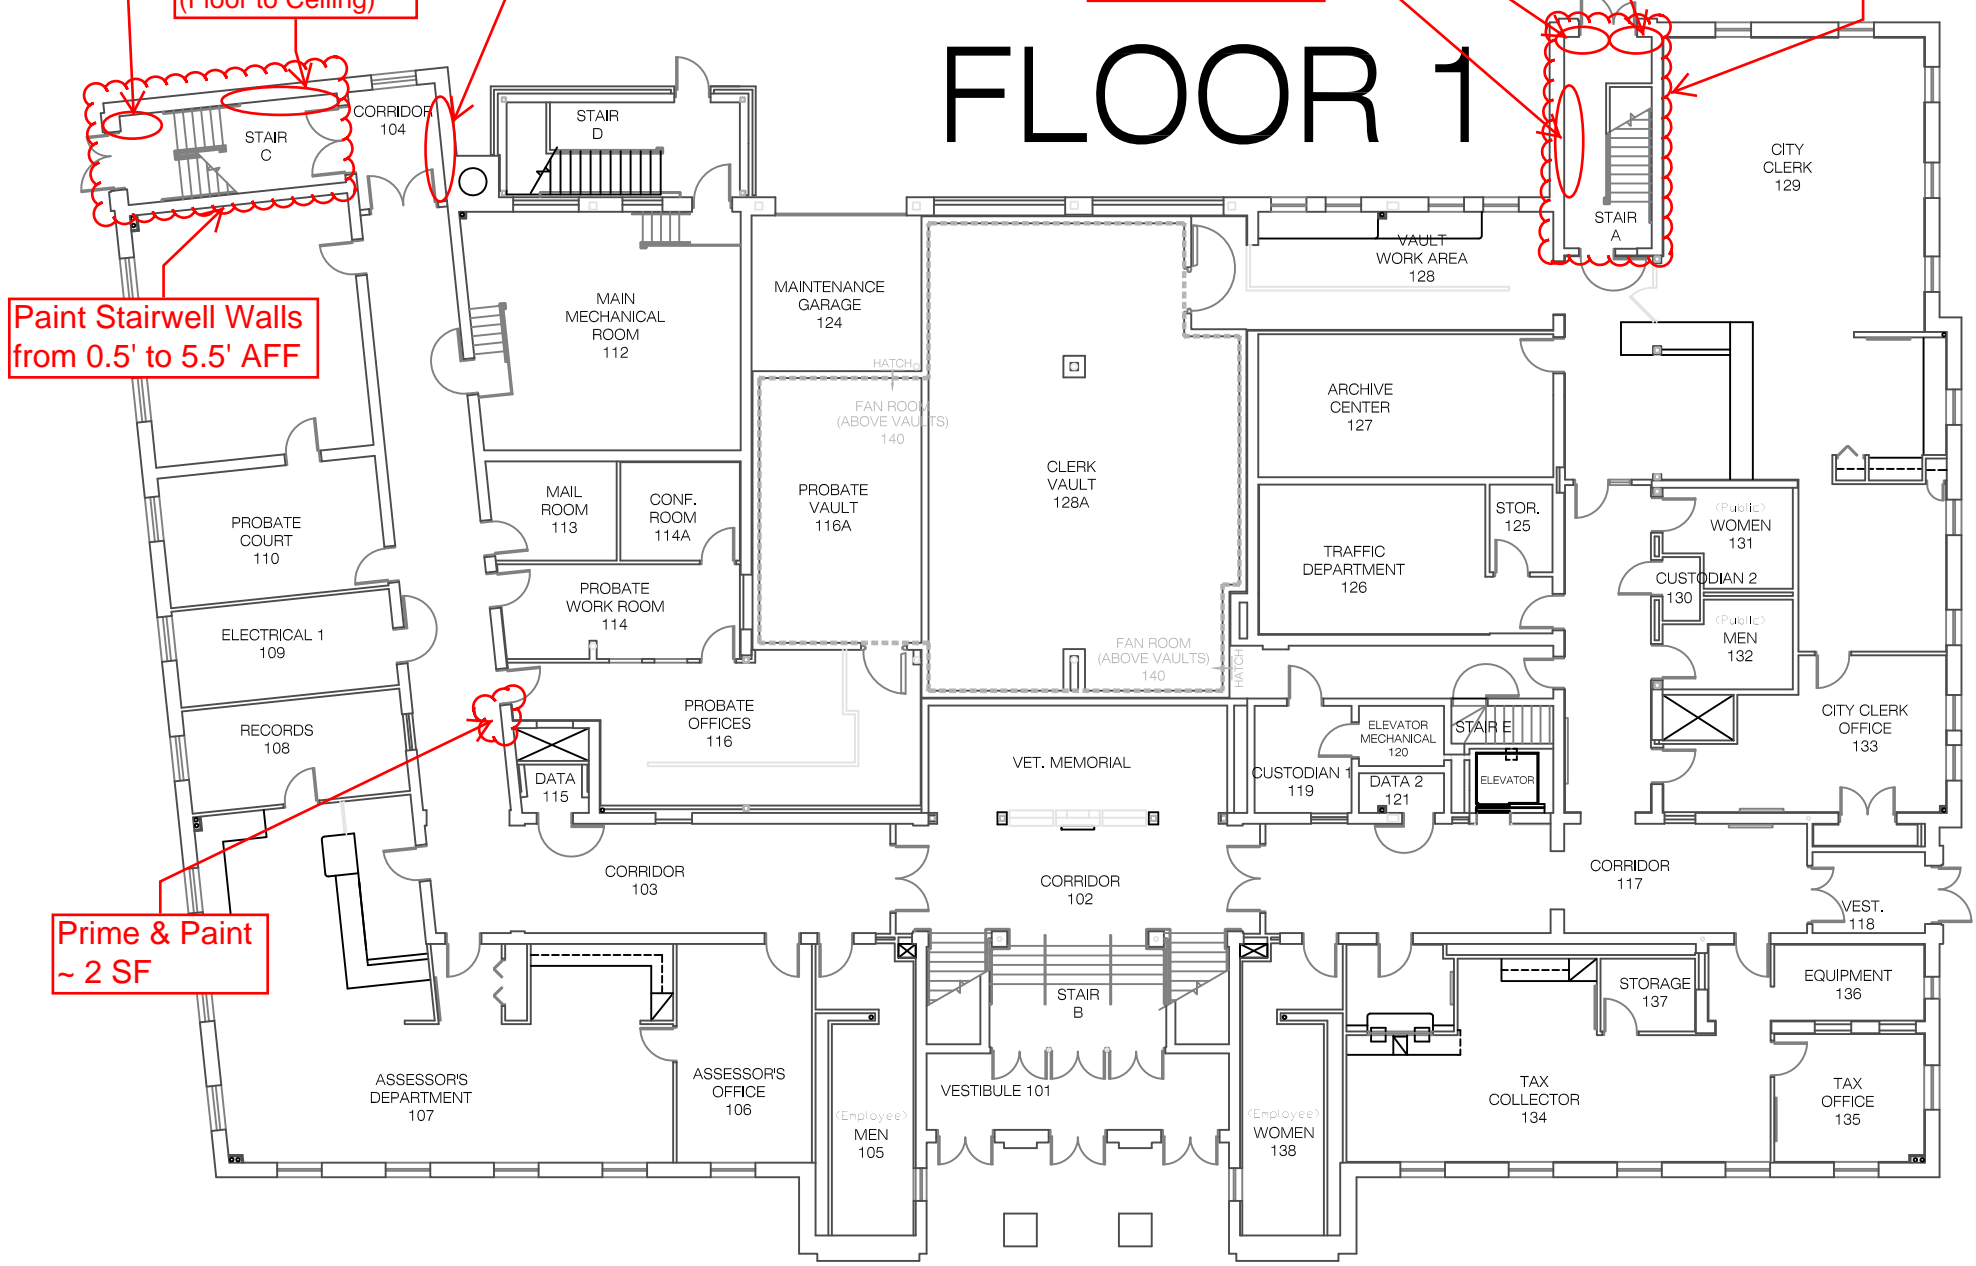 (Floor to Ceiling)
FLOOR 1
CORRIDOR
104
STAIR
C
STAIR
D
CITY
CLERK
129
STAIR
A
VAULT
WORK AREA
128
Paint Stairwell Walls
from 0.5' to 5.5' AFF
MAIN
MECHANICAL
ROOM
112
MAINTENANCE
GARAGE
124
HATCH
FAN ROOM
(ABOVE VAULTS)
140
ARCHIVE
CENTER
127
CLERK
VAULT
128A
PROBATE
VAULT
116A
MAIL
ROOM
113
CONF.
ROOM
114A
STOR.
125
(Public)
WOMEN
131
PROBATE
COURT
110
TRAFFIC
DEPARTMENT
126
CUSTODIAN 2
130
PROBATE
WORK ROOM
114
ELECTRICAL 1
109
(Public)
MEN
132
FAN ROOM
(ABOVE VAULTS)
140
HATCH
PROBATE
OFFICES
116
RECORDS
108
ELEVATOR
MECHANICAL
120
STAIR E
CITY CLERK
OFFICE
133
VET. MEMORIAL
DATA
115
CUSTODIAN 1
119
DATA 2
121
ELEVATOR
CORRIDOR
103
CORRIDOR
102
CORRIDOR
117
VEST.
118
Prime & Paint
~ 2 SF
STAIR
B
STORAGE
137
EQUIPMENT
136
ASSESSOR'S
DEPARTMENT
107
ASSESSOR'S
OFFICE
106
VESTIBULE 101
(Employee)
MEN
105
(Employee)
WOMEN
138
TAX
COLLECTOR
134
TAX
OFFICE
135